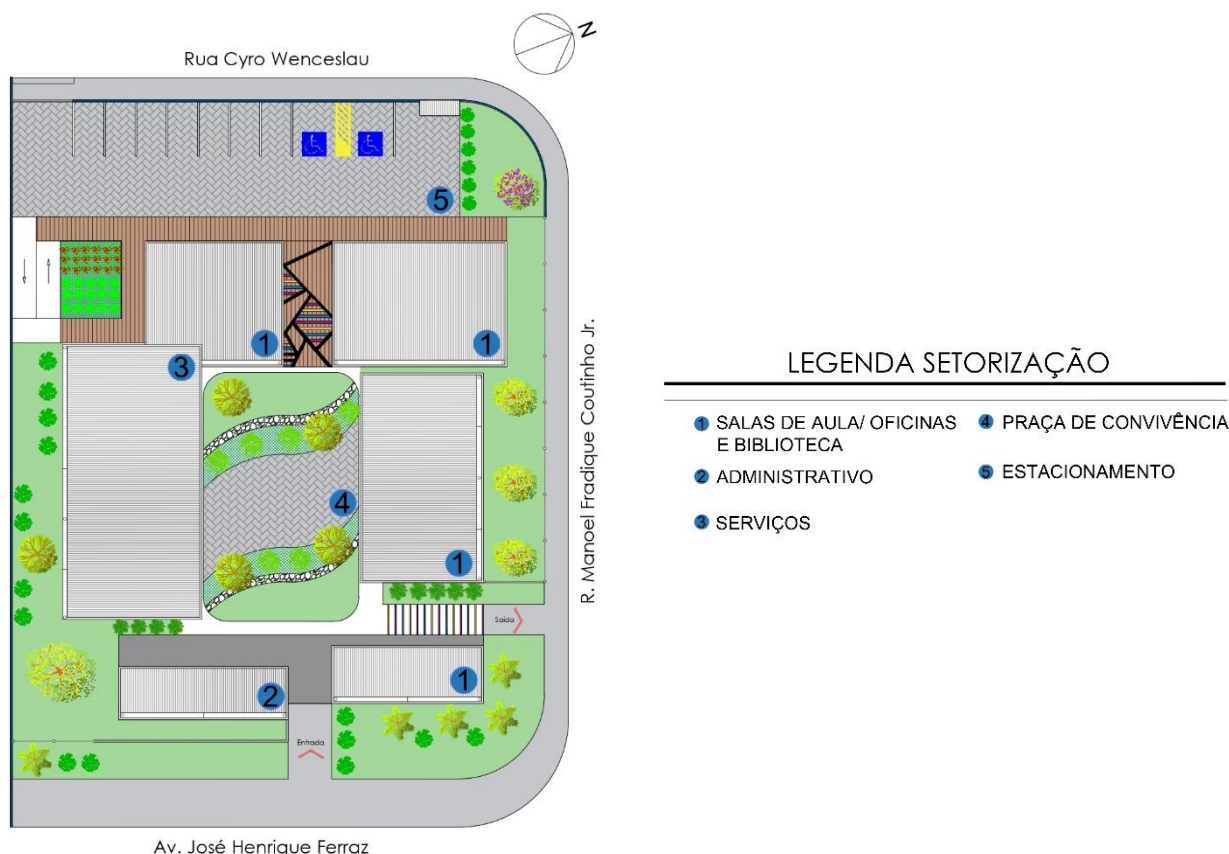 Rua Cyro Wenceslau
N
5
1
1
3
4
1
R. Manoel Fradique Coutinho Jr.
Saída
1
2
Entrada
Av. José Henrique Ferraz
LEGENDA SETORIZAÇÃO
1 SALAS DE AULA/ OFICINAS
E BIBLIOTECA
2 ADMINISTRATIVO
3 SERVIÇOS
4 PRAÇA DE CONVIVÊNCIA
5 ESTACIONAMENTO